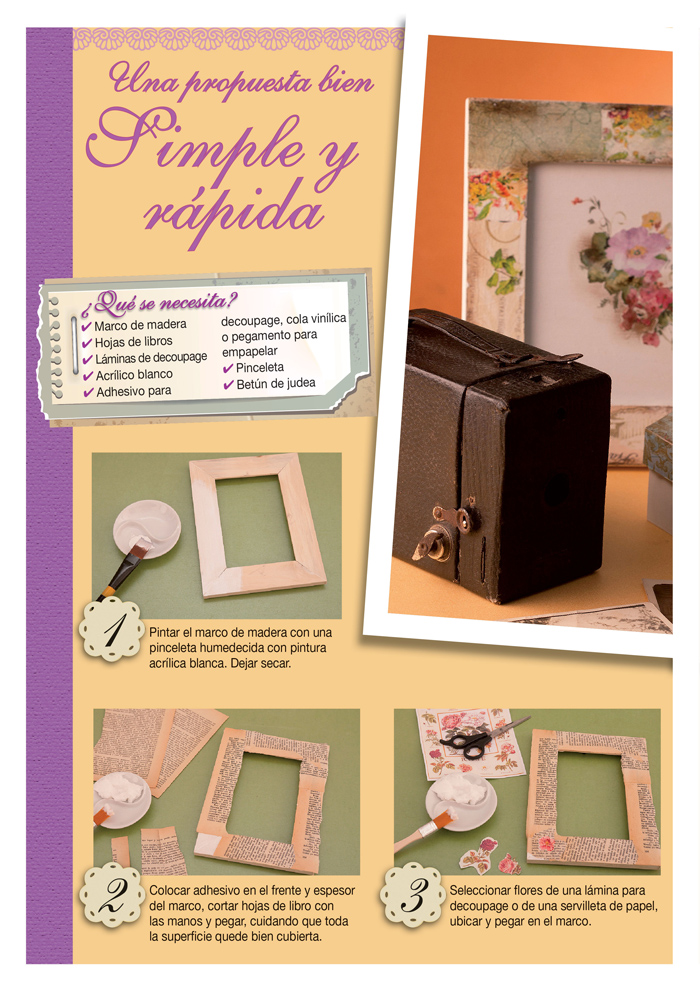 Una propuesta bien
Simple y
rápida
¿Qué se necesita?
✔ Marco de madera
✔ Hojas de libros
✔ Láminas de decoupage
✔ Acrílico blanco
✔ Adhesivo para
decoupage, cola vinílica
o pegamento para
empapelar
✔ Pinceleta
✔ Betún de judea
1
Pintar el marco de madera con una
pinceleta humedecida con pintura
acrílica blanca. Dejar secar.
2
Colocar adhesivo en el frente y espesor
del marco, cortar hojas de libro con
las manos y pegar, cuidando que toda
la superficie quede bien cubierta.
3
Seleccionar flores de una lámina para
decoupage o de una servilleta de papel,
ubicar y pegar en el marco.